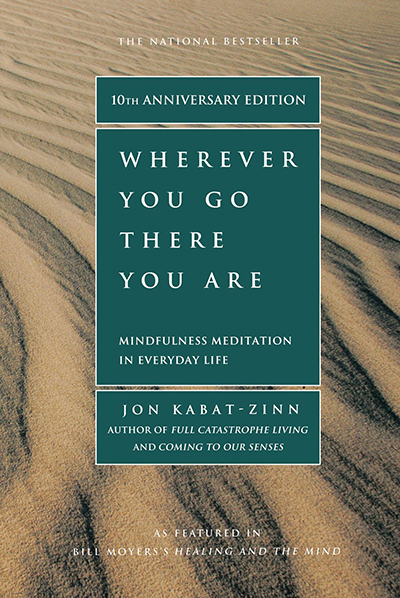 THE NATIONAL BESTSELLER
10TH ANNIVERSARY EDITION
WHEREVER
YOU GO
THERE
YOU ARE
MINDFULNESS MEDITATION
IN EVERYDAY LIFE
JON KABAT-ZINN
AUTHOR OF FULL CATASTROPHE LIVING
AND COMING TO OUR SENSES
AS FEATURED IN
BILL MOYERS'S HEALING AND THE MIND